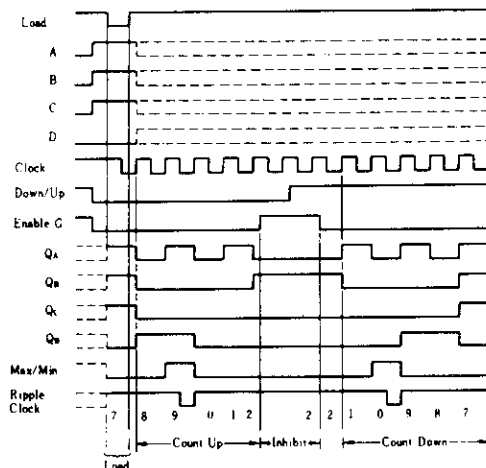 Load
A
B
C
D
Clock
Down/Up
Enable G
QA
QB
QC
QD
Max/Min
Ripple
Clock
7 8 9 0 1 2 2 2 1 0 9 8 7
Count Up Inhibit Count Down
Load